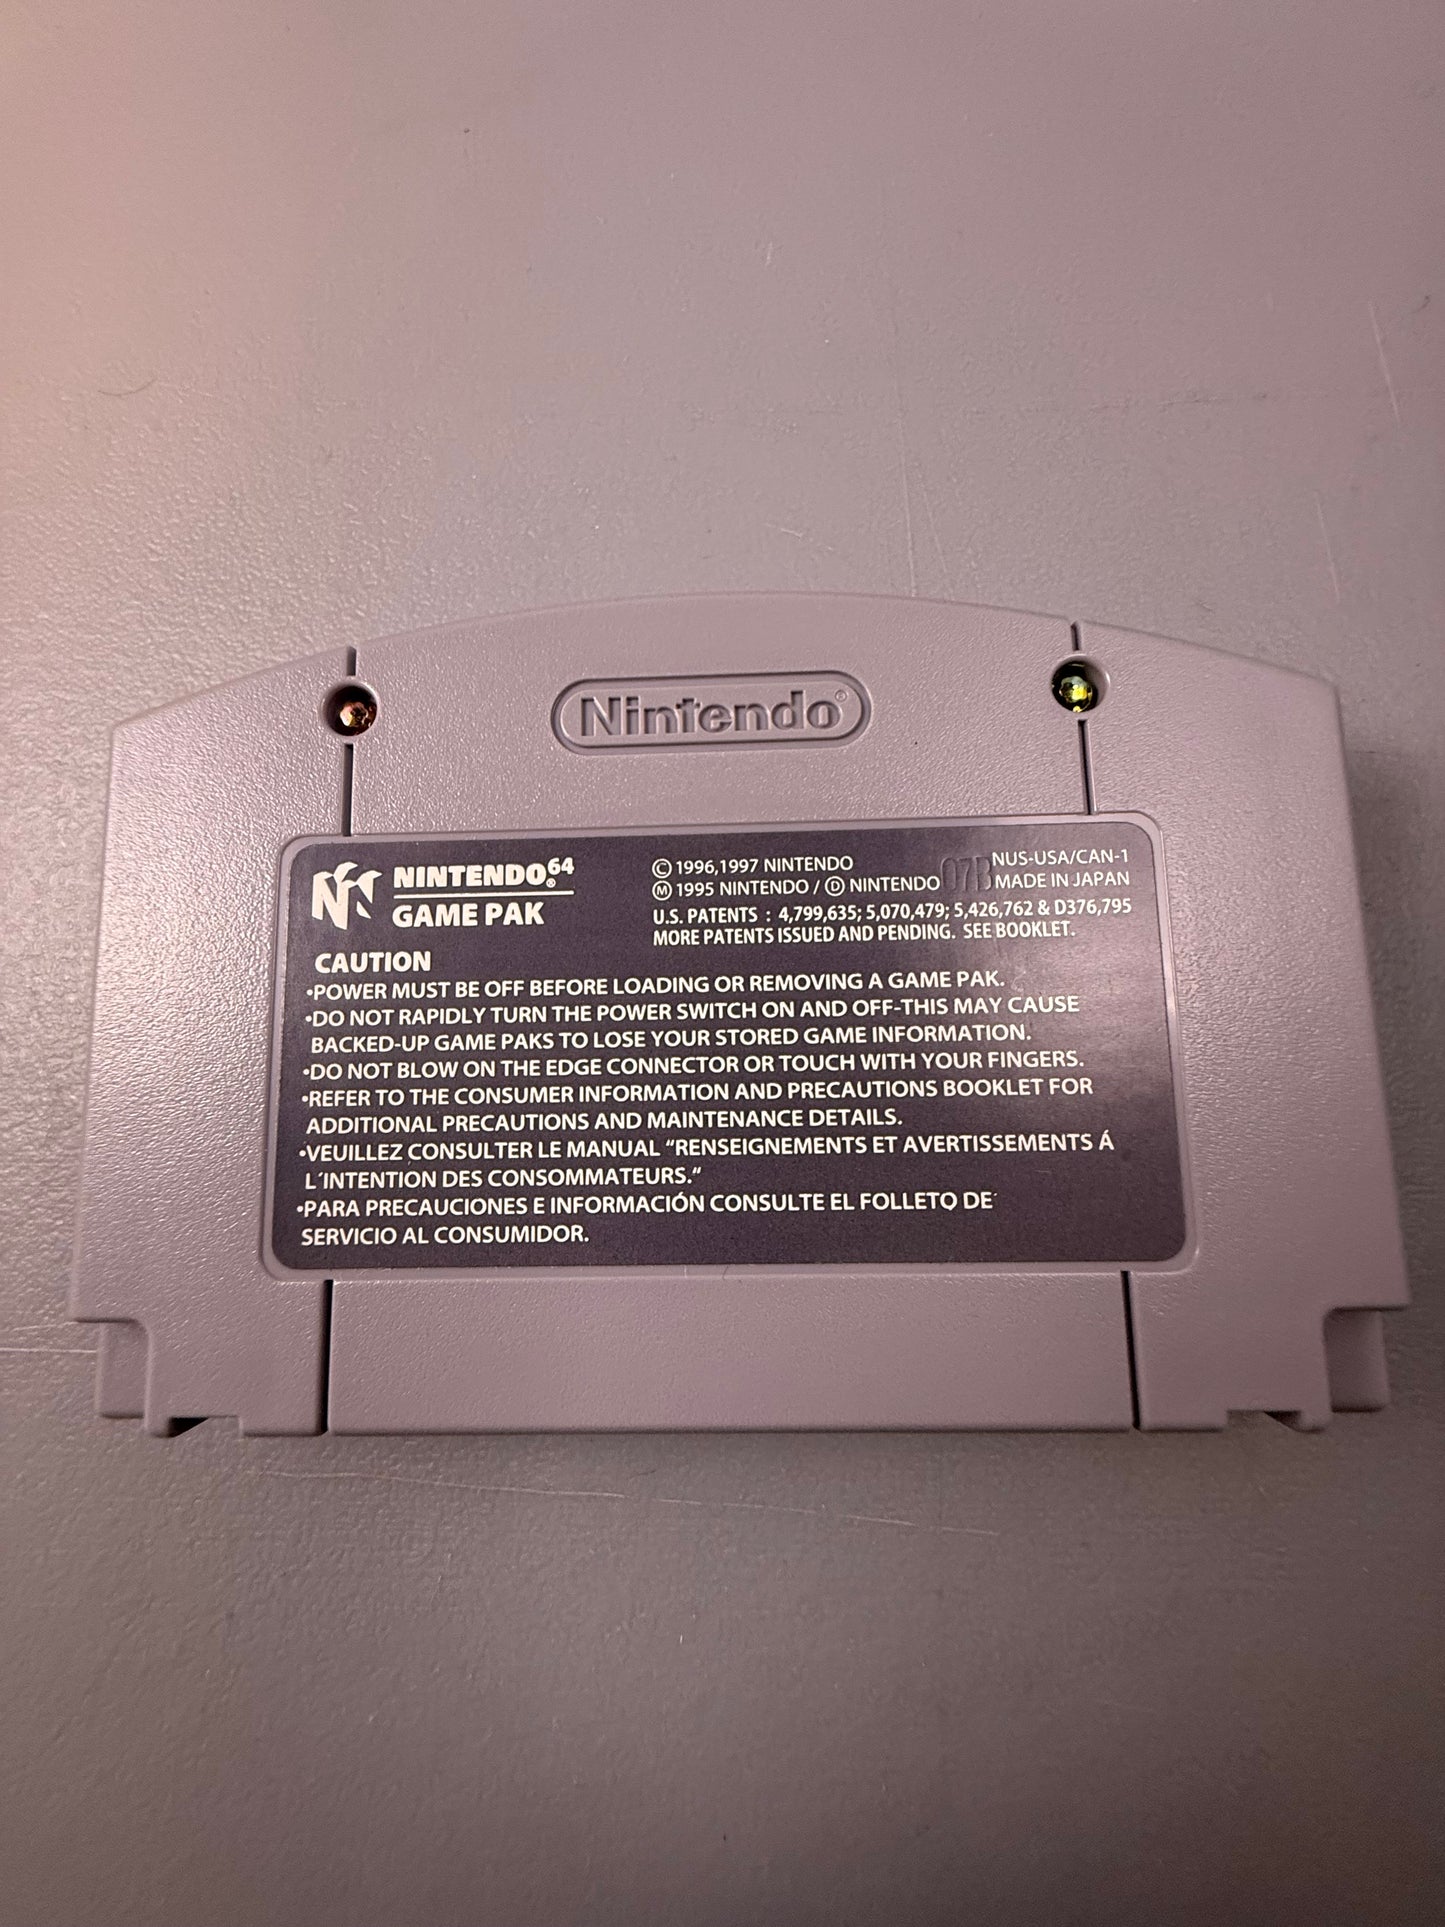 Nintendo®
NINTENDO⁶⁴®
GAME PAK
Ⓒ1996,1997 NINTENDO
Ⓜ1995 NINTENDO / Ⓓ NINTENDO
07B
NUS-USA/CAN-1
MADE IN JAPAN
U.S. PATENTS : 4,799,635; 5,070,479; 5,426,762 & D376,795
MORE PATENTS ISSUED AND PENDING. SEE BOOKLET.
CAUTION
•POWER MUST BE OFF BEFORE LOADING OR REMOVING A GAME PAK.
•DO NOT RAPIDLY TURN THE POWER SWITCH ON AND OFF-THIS MAY CAUSE
BACKED-UP GAME PAKS TO LOSE YOUR STORED GAME INFORMATION.
•DO NOT BLOW ON THE EDGE CONNECTOR OR TOUCH WITH YOUR FINGERS.
•REFER TO THE CONSUMER INFORMATION AND PRECAUTIONS BOOKLET FOR
ADDITIONAL PRECAUTIONS AND MAINTENANCE DETAILS.
•VEUILLEZ CONSULTER LE MANUAL “RENSEIGNEMENTS ET AVERTISSEMENTS Á
L´INTENTION DES CONSOMMATEURS.”
•PARA PRECAUCIONES E INFORMACIÓN CONSULTE EL FOLLETO DE
SERVICIO AL CONSUMIDOR.